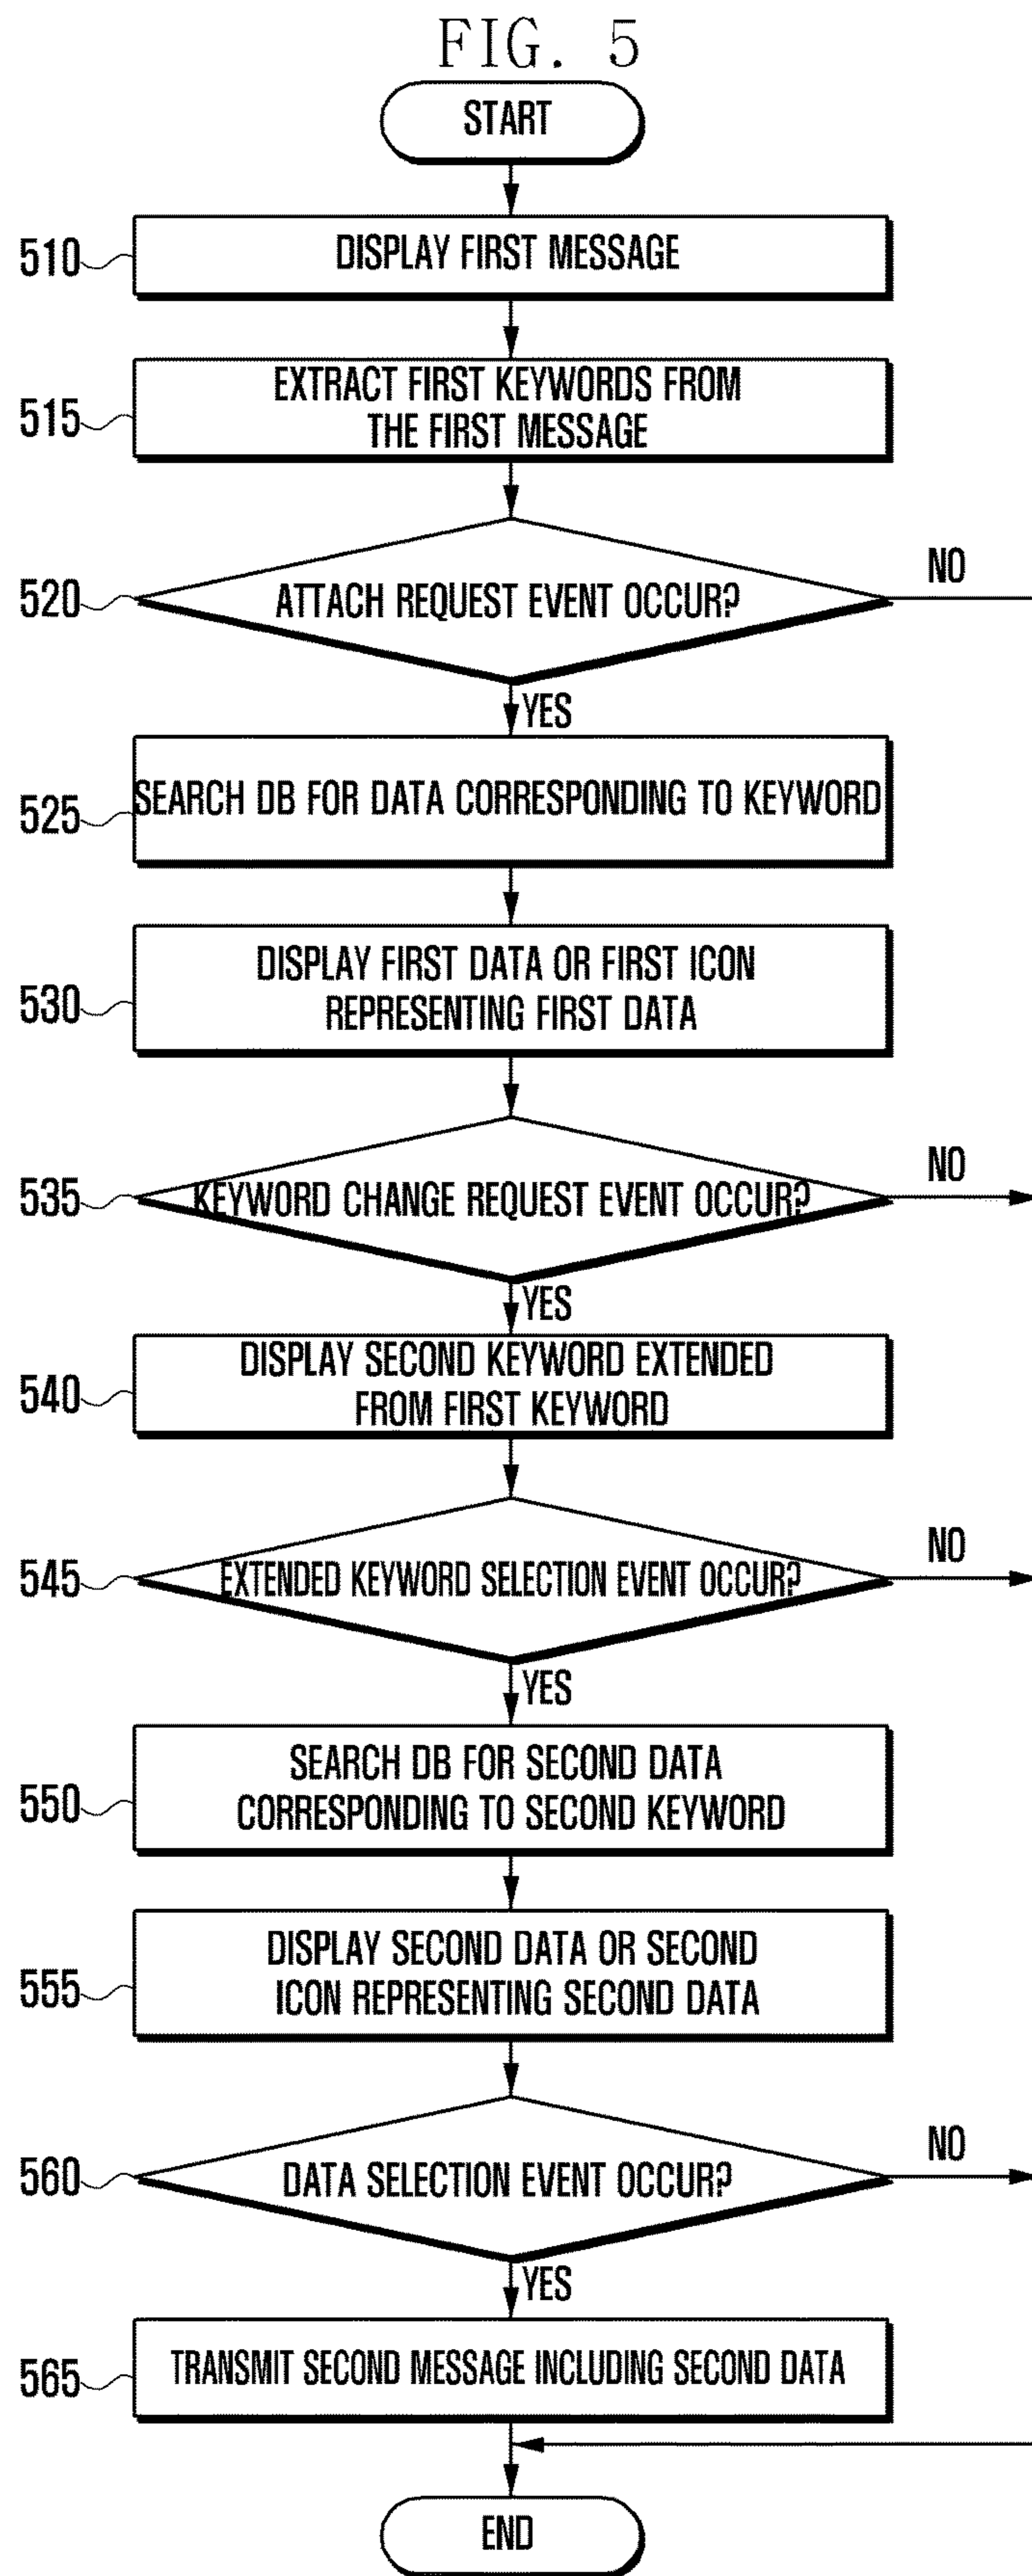 FIG. 5
START
510
DISPLAY FIRST MESSAGE
515
EXTRACT FIRST KEYWORDS FROM
THE FIRST MESSAGE
520
ATTACH REQUEST EVENT OCCUR?
NO
YES
525
SEARCH DB FOR DATA CORRESPONDING TO KEYWORD
530
DISPLAY FIRST DATA OR FIRST ICON
REPRESENTING FIRST DATA
535
KEYWORD CHANGE REQUEST EVENT OCCUR?
NO
YES
540
DISPLAY SECOND KEYWORD EXTENDED
FROM FIRST KEYWORD
545
EXTENDED KEYWORD SELECTION EVENT OCCUR?
NO
YES
550
SEARCH DB FOR SECOND DATA
CORRESPONDING TO SECOND KEYWORD
555
DISPLAY SECOND DATA OR SECOND
ICON REPRESENTING SECOND DATA
560
DATA SELECTION EVENT OCCUR?
NO
YES
565
TRANSMIT SECOND MESSAGE INCLUDING SECOND DATA
END